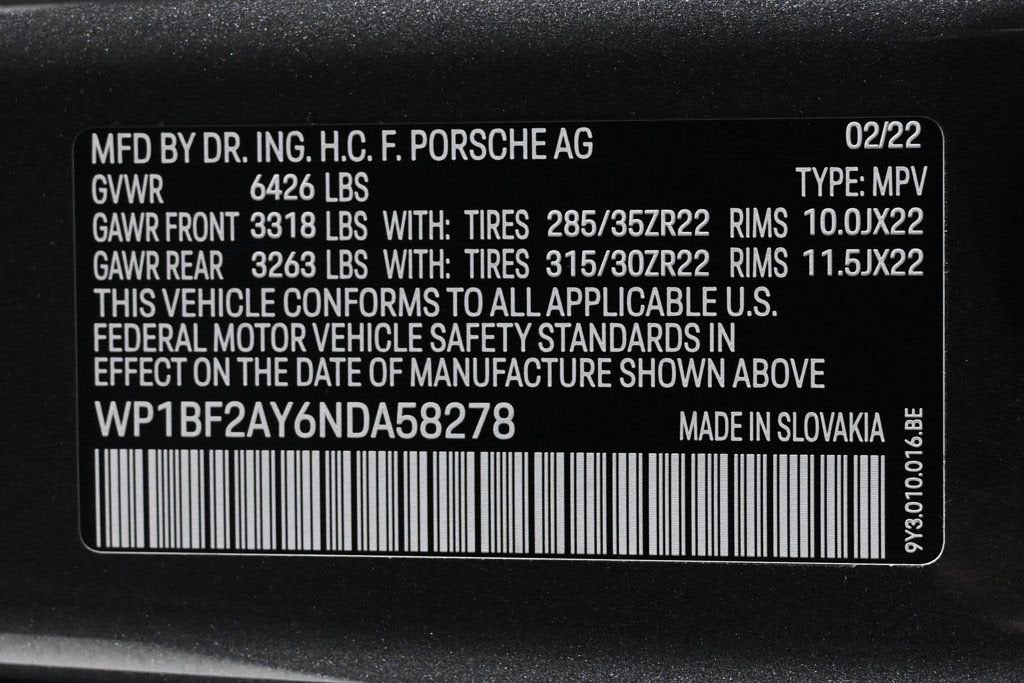 MFD BY DR. ING. H.C. F. PORSCHE AG 02/22
GVWR 6426 LBS TYPE: MPV
GAWR FRONT 3318 LBS WITH: TIRES 285/35ZR22 RIMS 10.0JX22
GAWR REAR 3263 LBS WITH: TIRES 315/30ZR22 RIMS 11.5JX22
THIS VEHICLE CONFORMS TO ALL APPLICABLE U.S.
FEDERAL MOTOR VEHICLE SAFETY STANDARDS IN
EFFECT ON THE DATE OF MANUFACTURE SHOWN ABOVE
WP1BF2AY6NDA58278 MADE IN SLOVAKIA
9Y3.010.016.BE